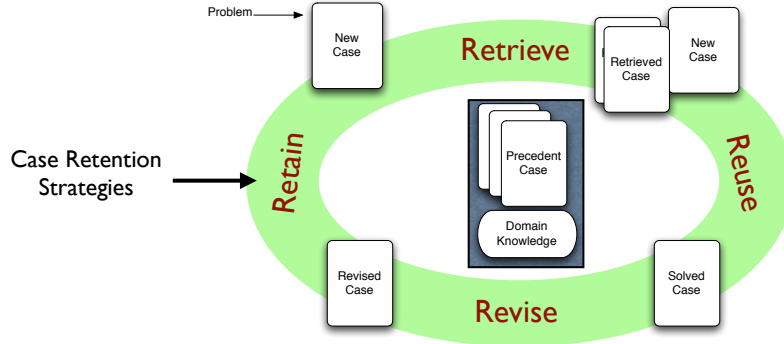 Problem
New
Case
Retrieve
Retrieved
Case
New
Case
Case Retention
Strategies
Retain
Precedent
Case
Reuse
Domain
Knowledge
Revised
Case
Revise
Solved
Case